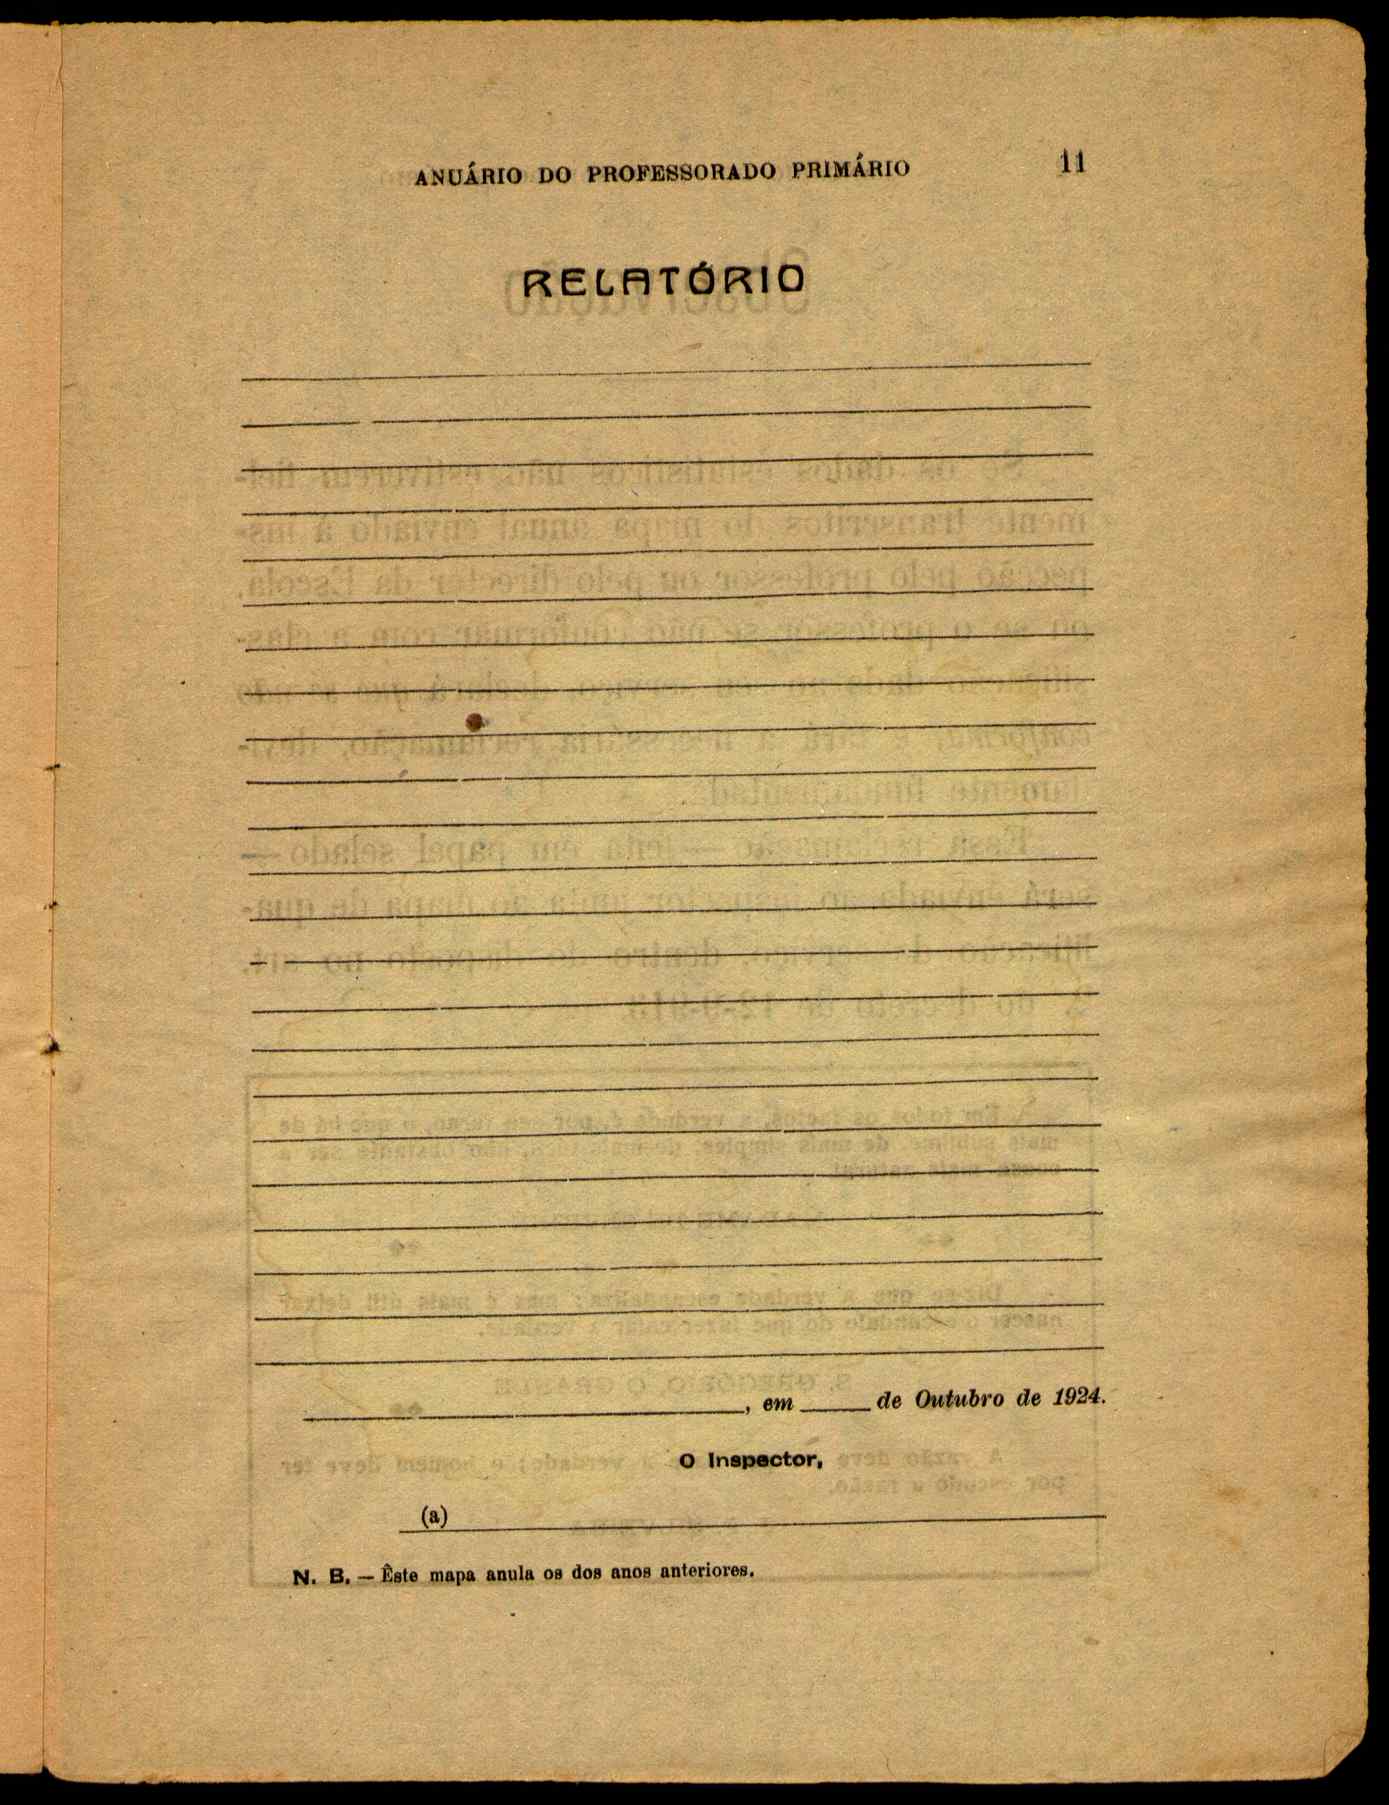 ANUÁRIO DO PROFESSORADO PRIMÁRIO 11
RELATÓRIO
, em de Outubro de 1924.
O Inspector,
(a)
N. B. — Êste mapa anula os dos anos anteriores.